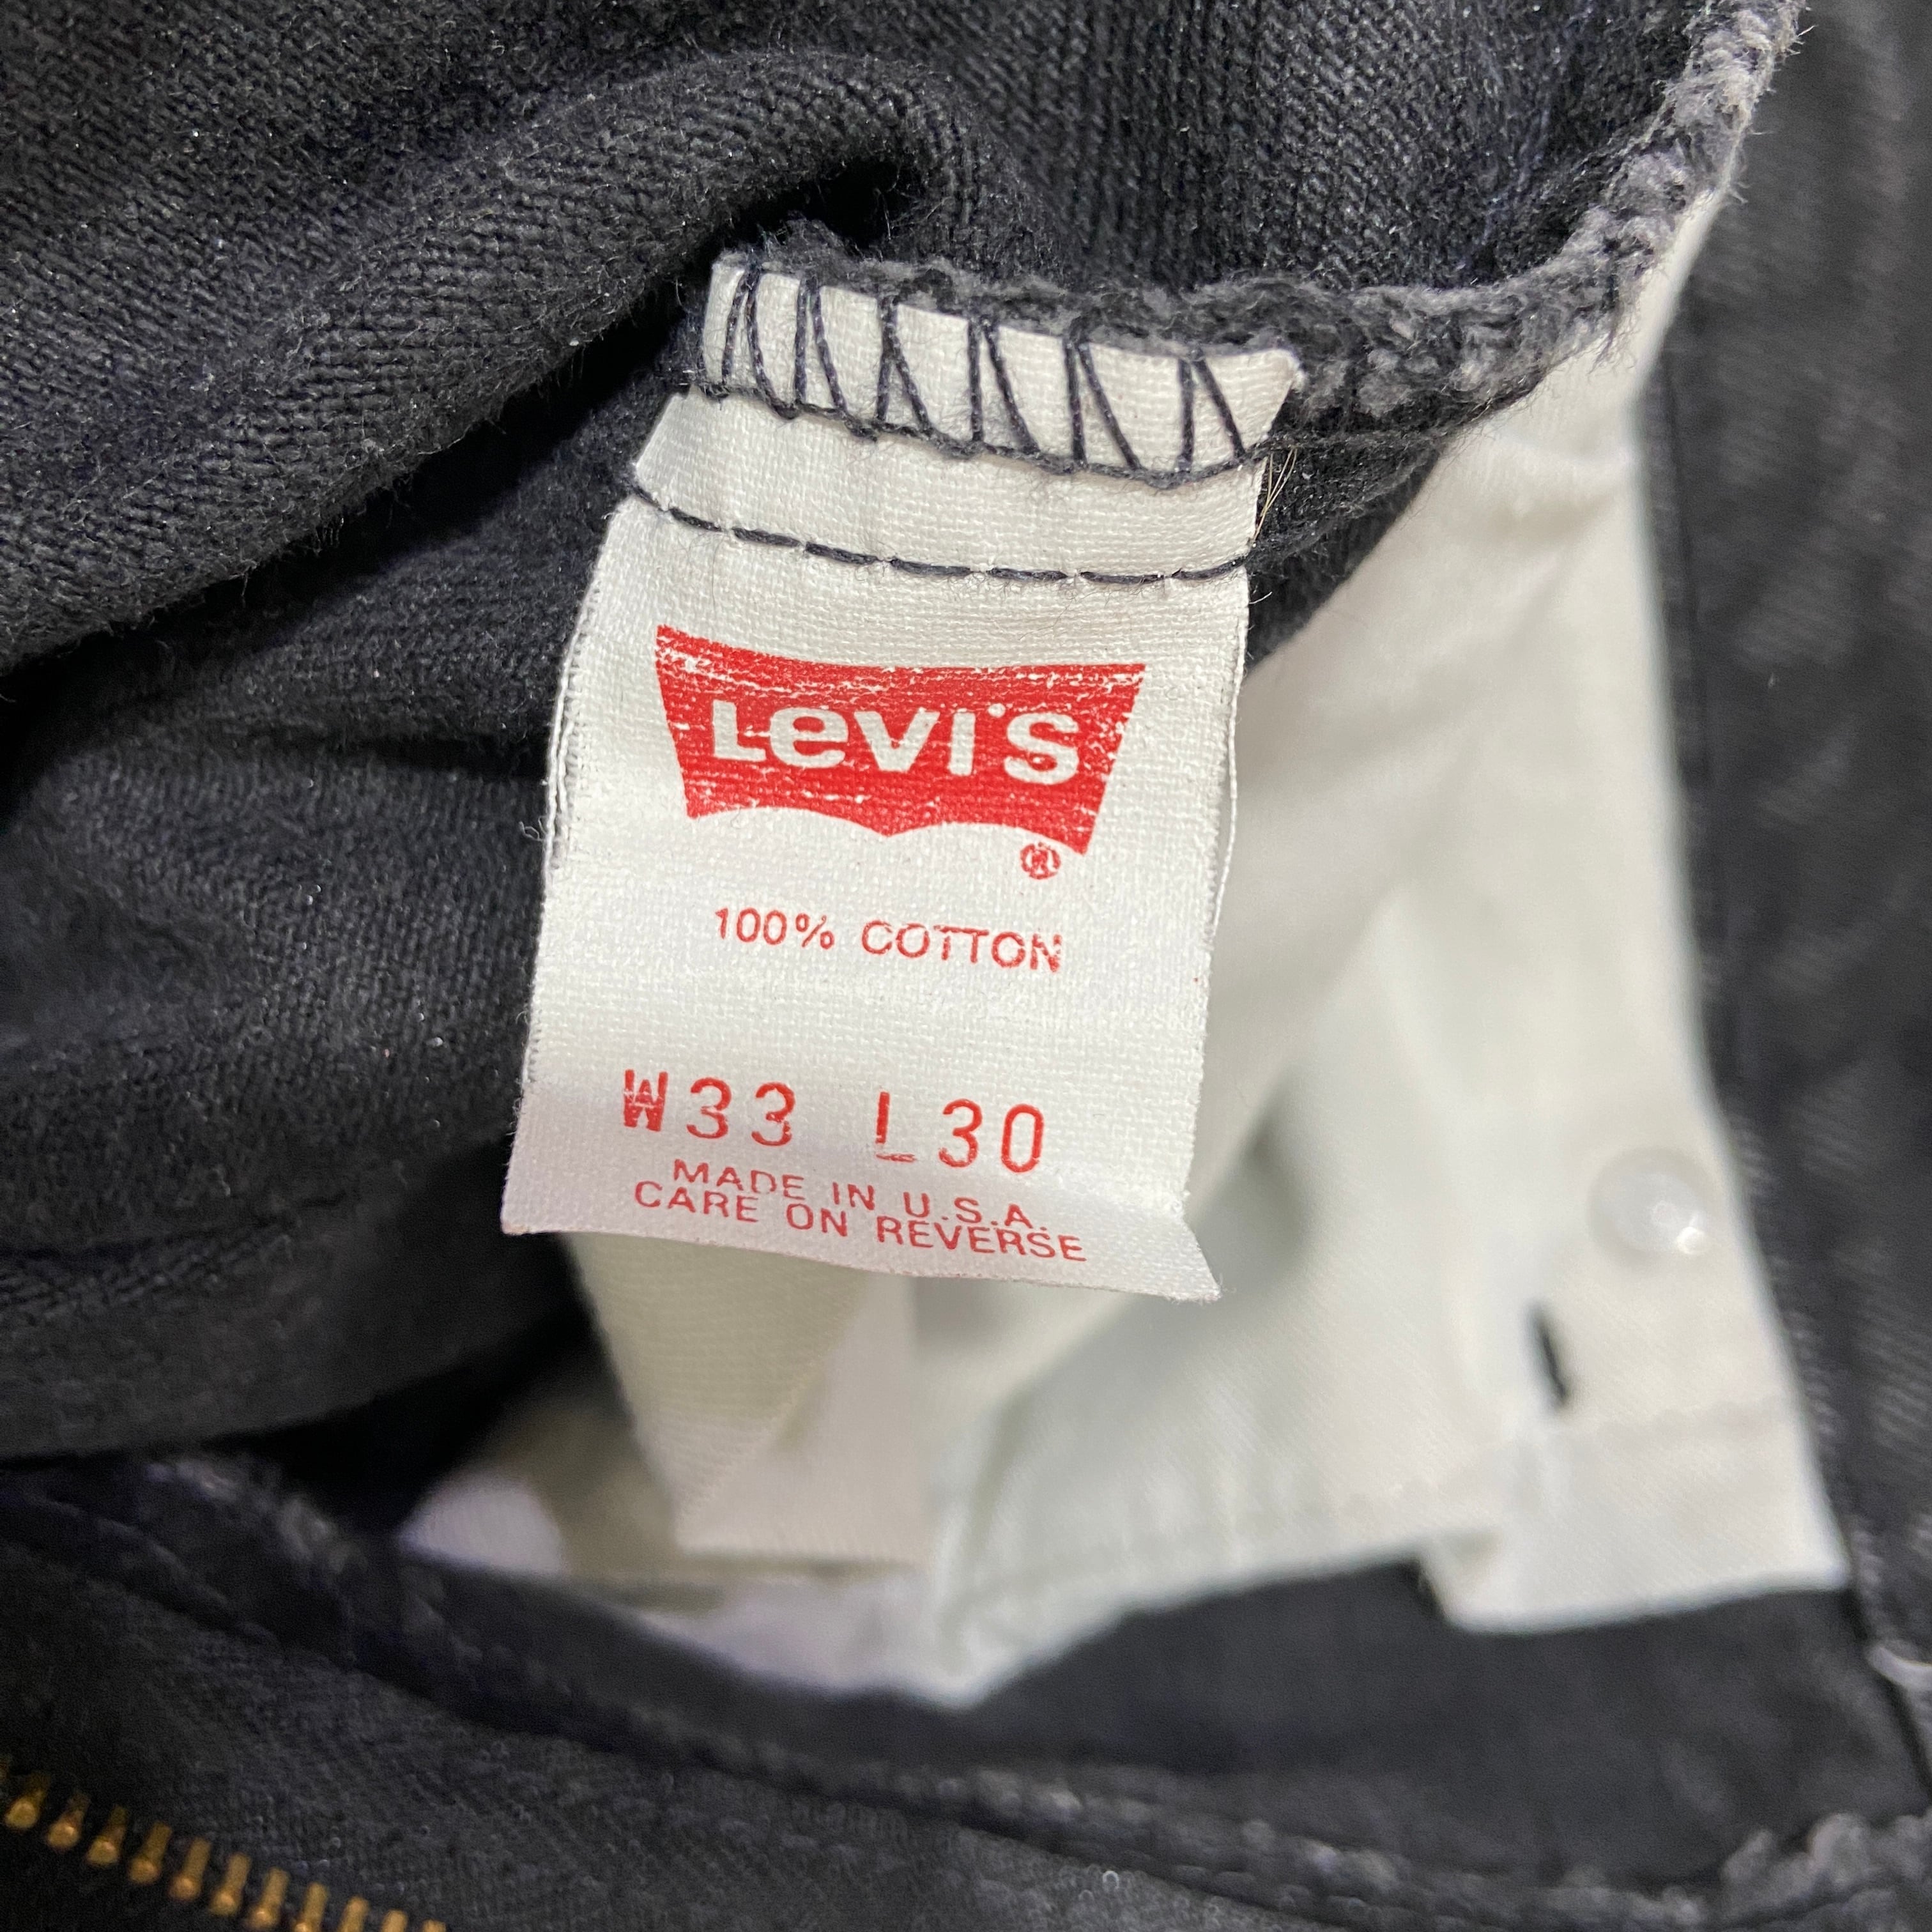 Levi's
®
100% COTTON
W33 L30
MADE IN U.S.A.
CARE ON REVERSE